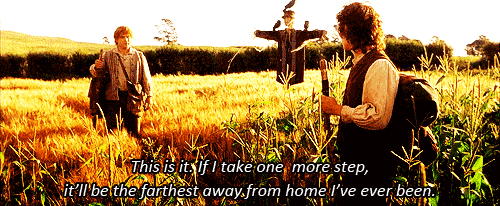 This is it. If I take one more step,
it'll be the farthest away from home I've ever been.